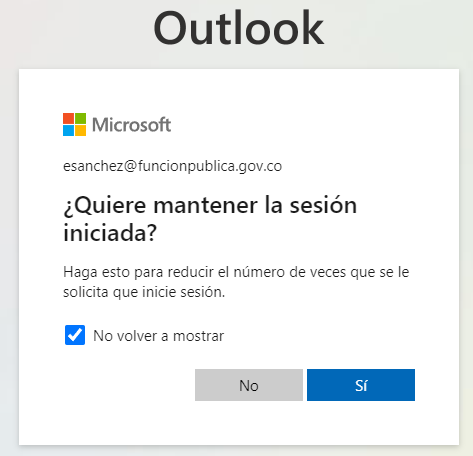 Outlook
Microsoft
esanchez@funcionpublica.gov.co
¿Quiere mantener la sesión
iniciada?
Haga esto para reducir el número de veces que se le
solicita que inicie sesión.
No volver a mostrar
No
Sí